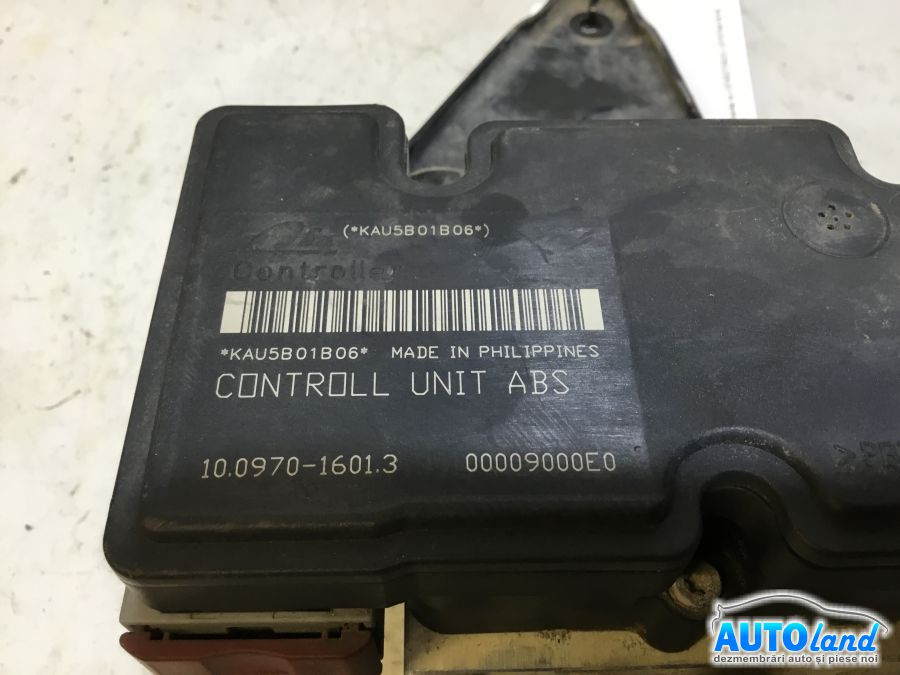 (*KAU5B01B06*)
Controller
*KAU5B01B06* MADE IN PHILIPPINES
CONTROLL UNIT ABS
10.0970-1601.3 00009000E0
AUTOland
dezmembrări auto și piese noi